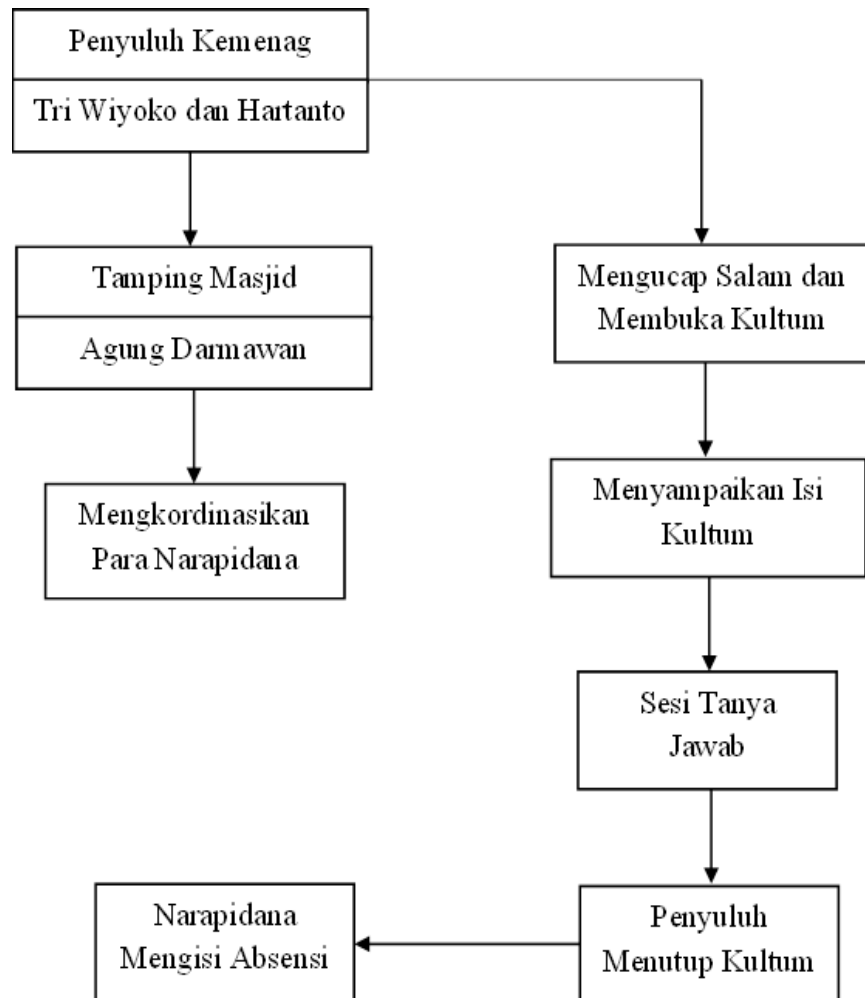 Penyuluh Kemenag
Tri Wiyoko dan Hartanto
Tamping Masjid
Agung Darmawan
Mengkordinasikan
Para Narapidana
Mengucap Salam dan
Membuka Kultum
Menyampaikan Isi
Kultum
Sesi Tanya
Jawab
Penyuluh
Menutup Kultum
Narapidana
Mengisi Absensi